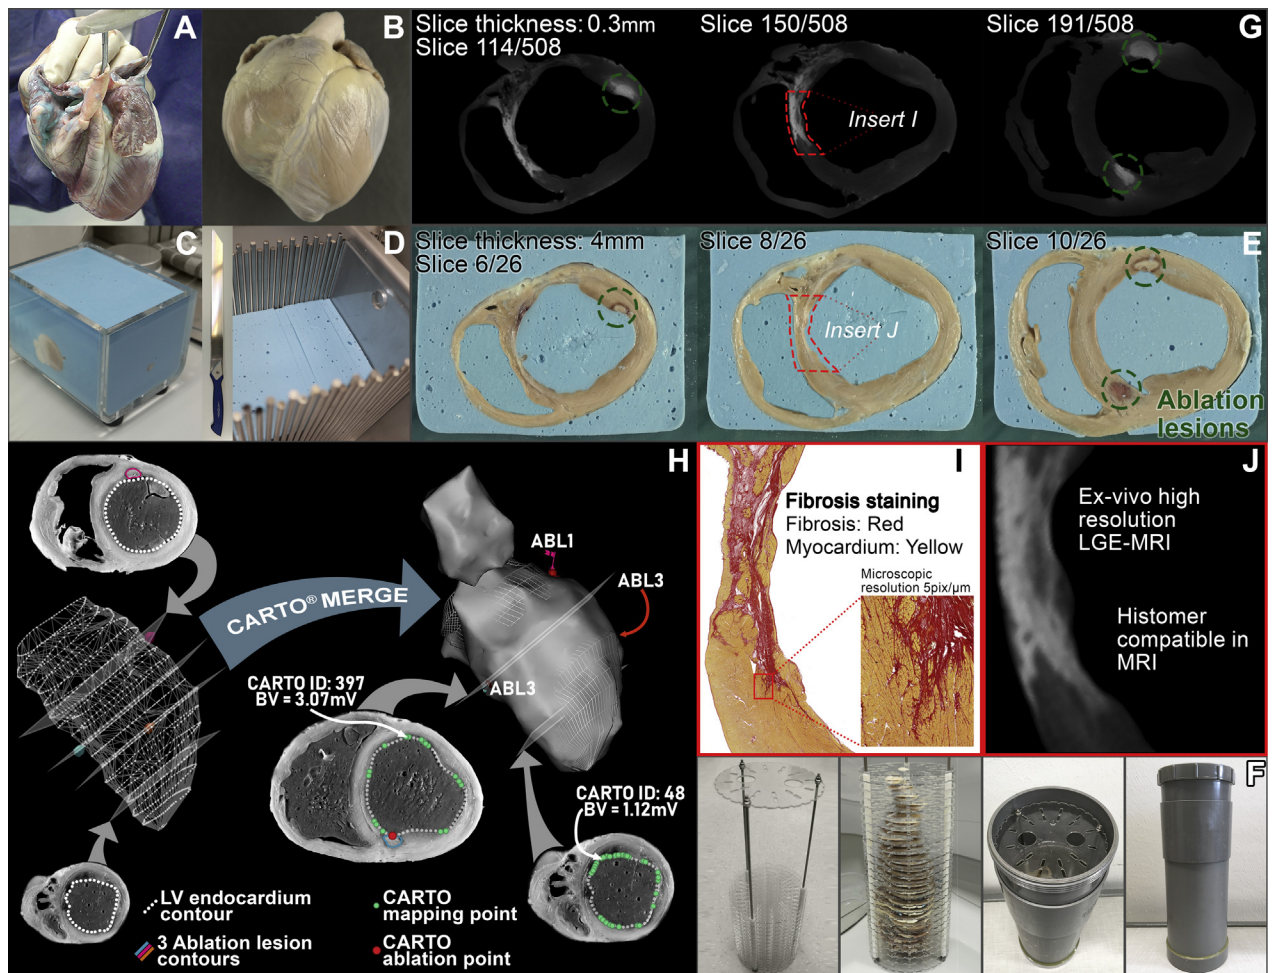 A
B
Slice thickness: 0.3mm
Slice 114/508
Slice 150/508
Slice 191/508
G
Insert I
C
D
Slice thickness: 4mm
Slice 6/26
Slice 8/26
Slice 10/26
E
Insert J
Ablation
lesions
H
CARTO® MERGE
ABL1
ABL3
ABL3
CARTO ID: 397
BV = 3.07mV
CARTO ID: 48
BV = 1.12mV
LV endocardium
contour
3 Ablation lesion
contours
CARTO
mapping point
CARTO
ablation point
I
Fibrosis staining
Fibrosis: Red
Myocardium: Yellow
Microscopic
resolution 5pix/µm
J
Ex-vivo high
resolution
LGE-MRI
Histomer
compatible in
MRI
F